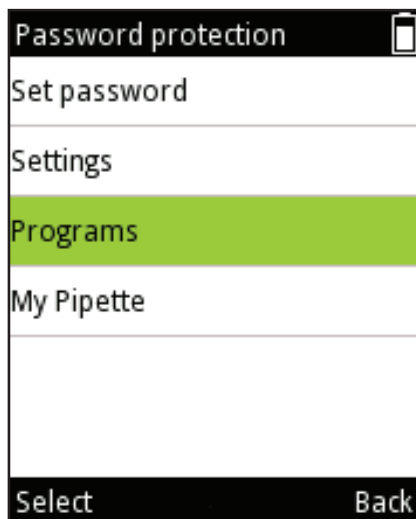 Password protection
Set password
Settings
Programs
My Pipette
Select Back